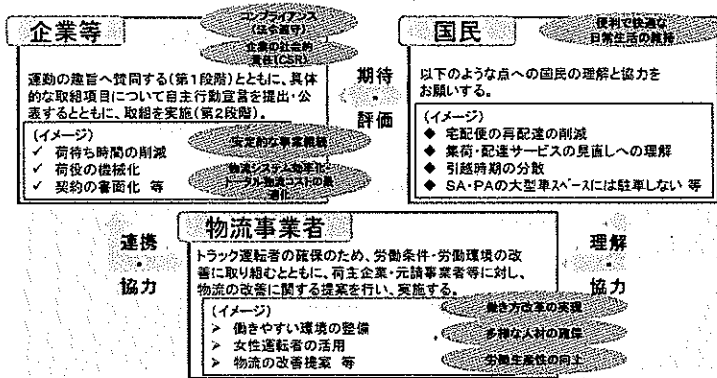 企業等
コンプライアンス
(法令遵守)
企業の社会的
責任(CSR)
運動の趣旨へ賛同する(第1段階)とともに、具体
的な取組項目について自主行動宣言を提出・公
表するとともに、取組を実施(第2段階)。
(イメージ)
✓ 荷待ち時間の削減
✓ 荷役の機械化
✓ 契約の書面化 等
安定的な事業継続
物流システム効率化・
トータル物流コストの最
適化
期待
・
評価
国民
便利で快適な
日常生活の維持
以下のような点への国民の理解と協力を
お願いする。
(イメージ)
◆ 宅配便の再配達の削減
◆ 集荷・配達サービスの見直しへの理解
◆ 引越時期の分散
◆ SA・PAの大型車スペースには駐車しない 等
連携
・
協力
物流事業者
トラック運転者の確保のため、労働条件・労働環境の改
善に取り組むとともに、荷主企業・元請事業者等に対し、
物流の改善に関する提案を行い、実施する。
(イメージ)
➢ 働きやすい環境の整備
➢ 女性運転者の活用
➢ 物流の改善提案 等
働き方改革の実現
多様な人材の確保
労働生産性の向上
理解
・
協力